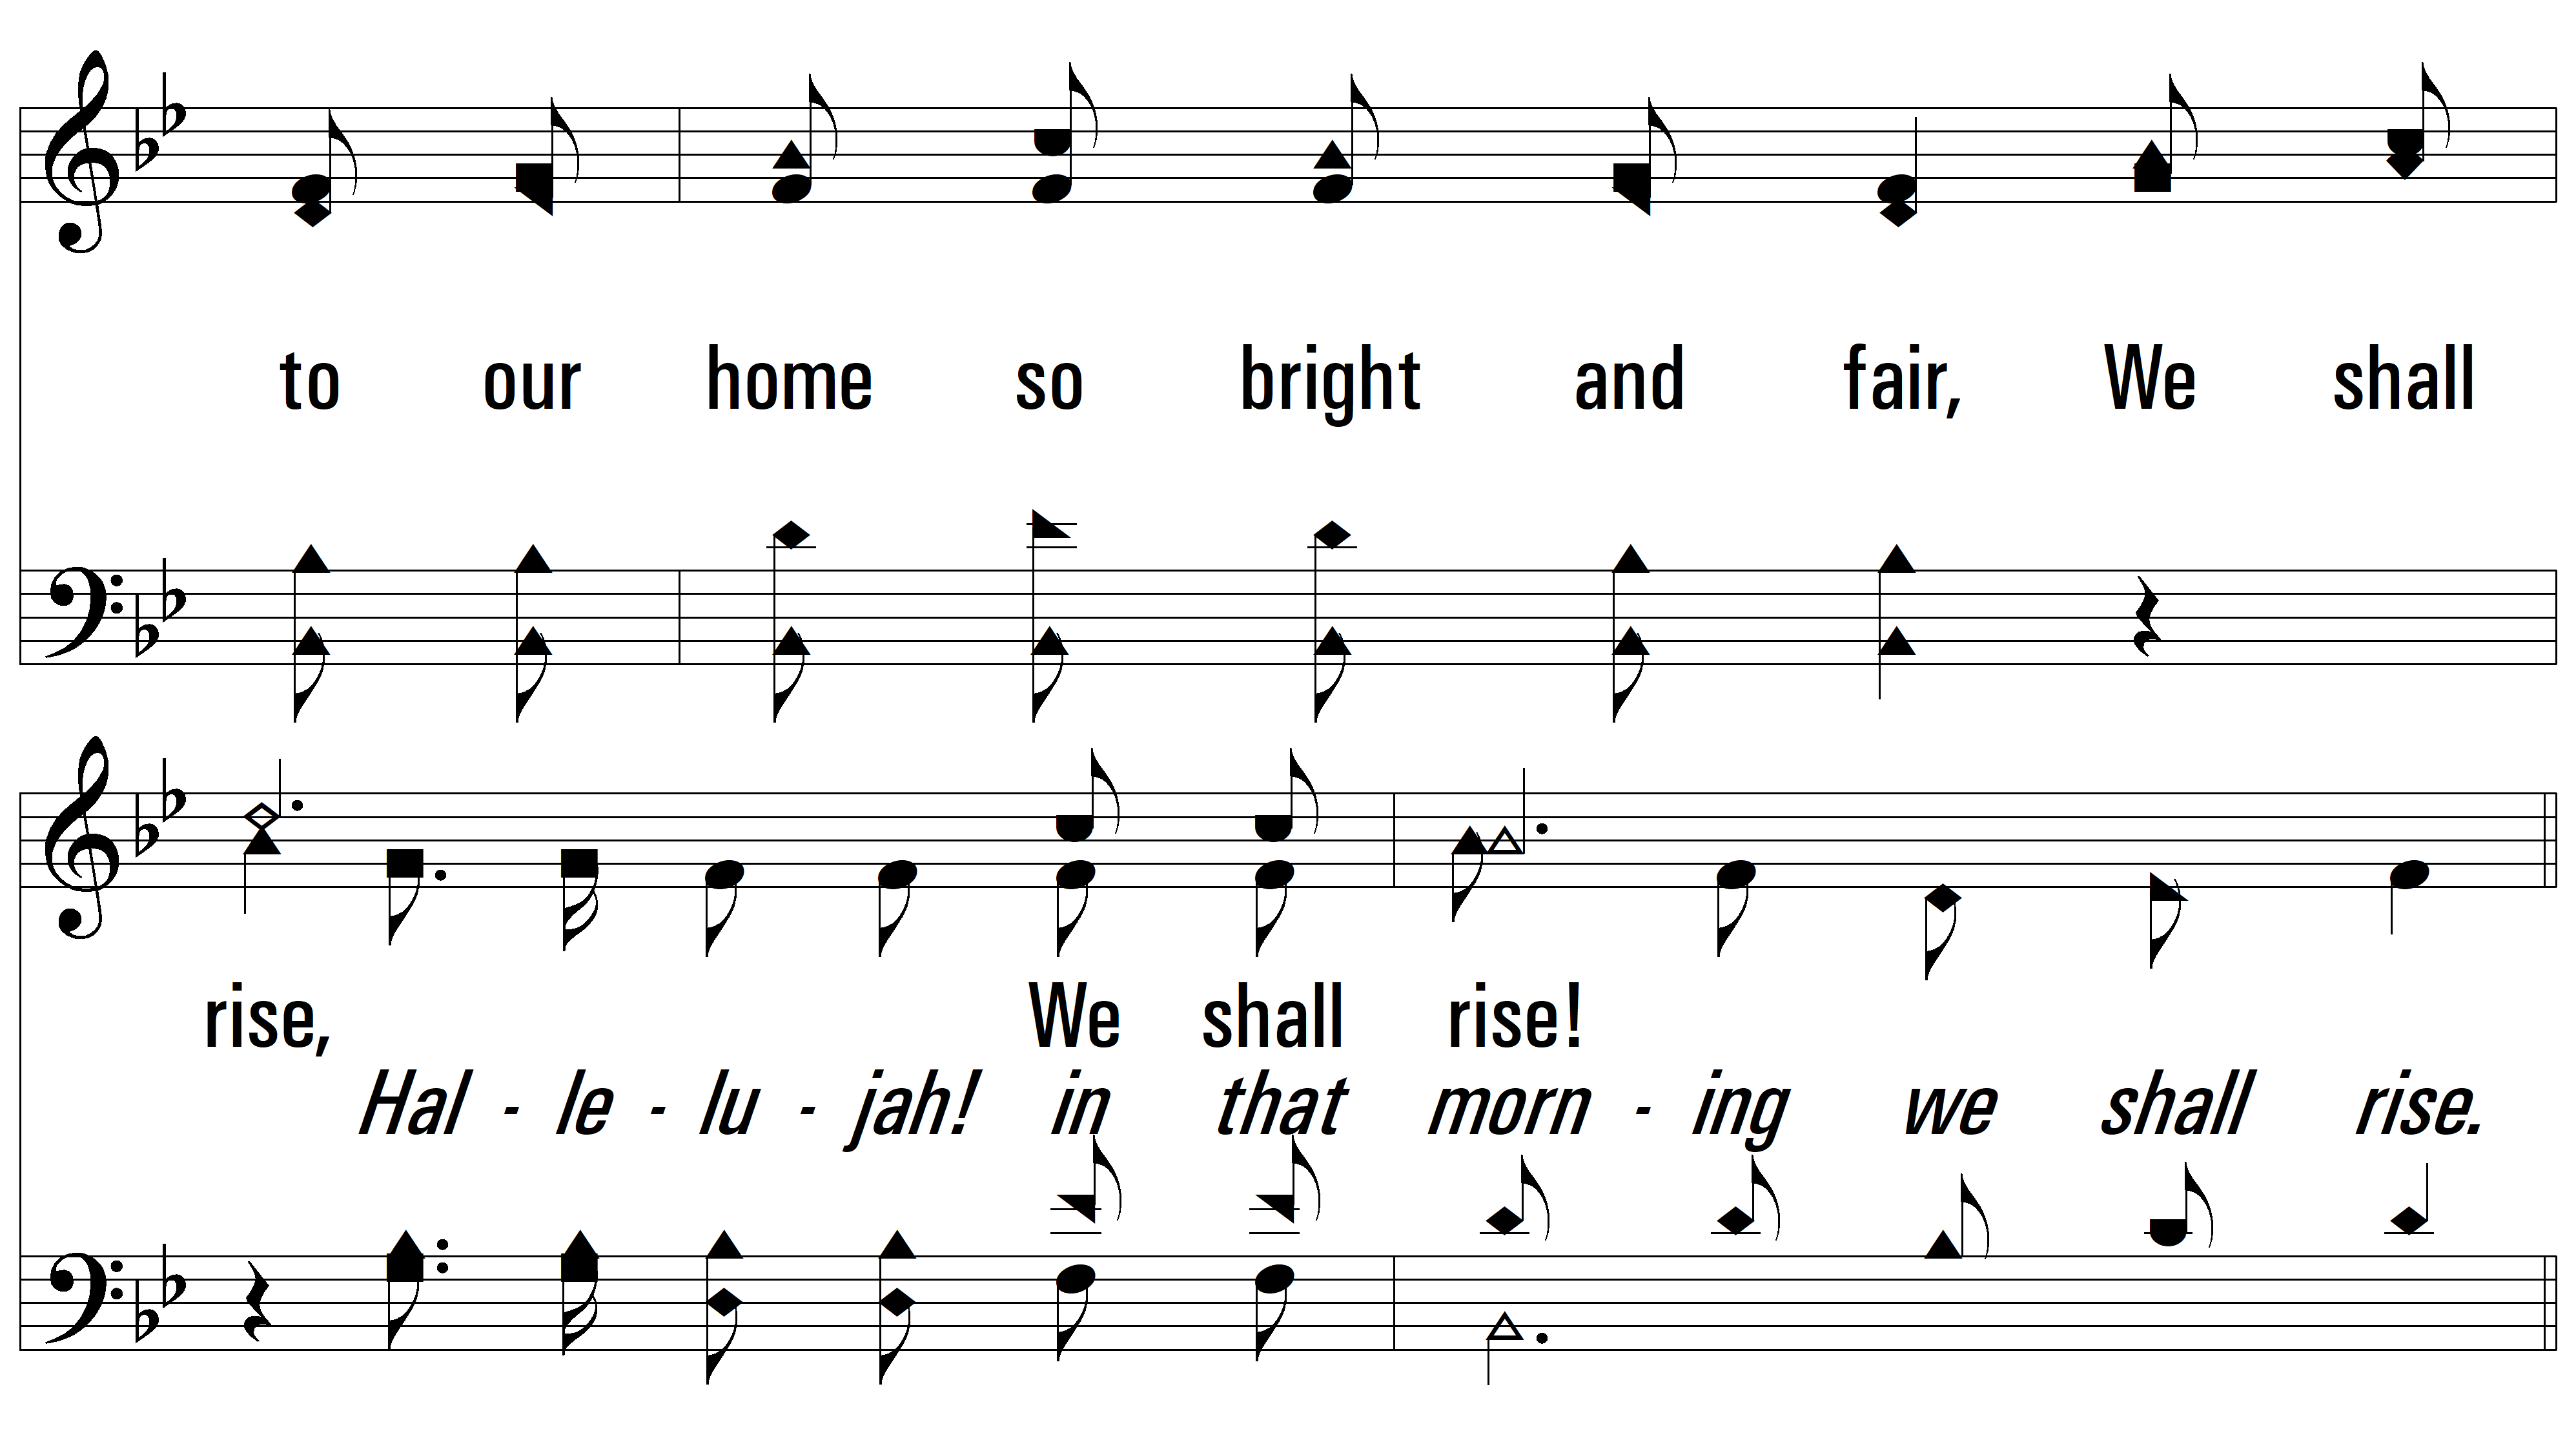 to our home so bright and fair, We shall
rise, We shall rise!
Hal - le - lu - jah! in that morn - ing we shall rise.